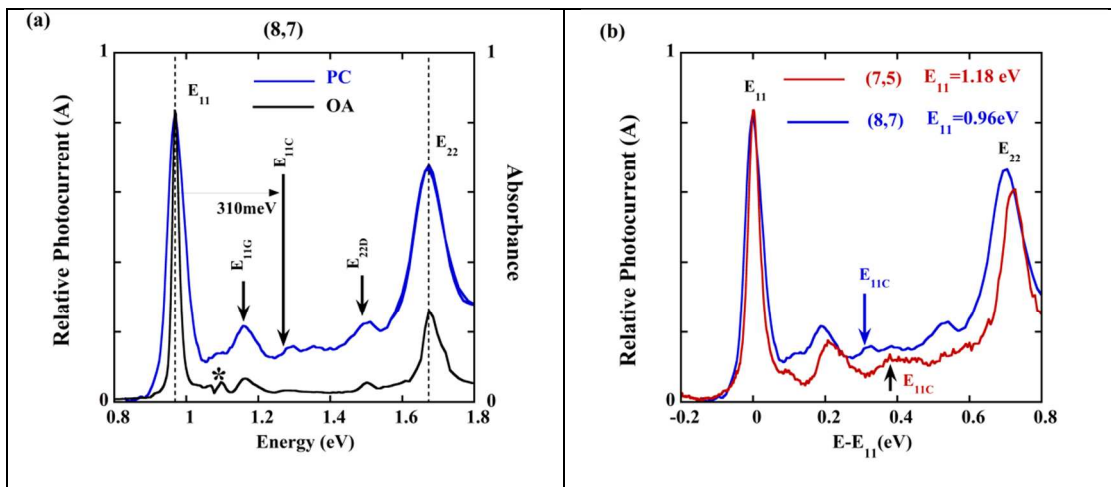 (a)
(8,7)
1
1
E11
PC
OA
E11C
E22
310meV
E11G
E22D
*
Relative Photocurrent (A)
Absorbance
0
0
0.8 1.0 1.2 1.4 1.6 1.8
Energy (eV)
(b)
1
E11
(7,5) E11=1.18 eV
(8,7) E11=0.96eV
E22
E11C
E11C
Relative Photocurrent (A)
0
-0.2 0 0.2 0.4 0.6 0.8
E-E11(eV)